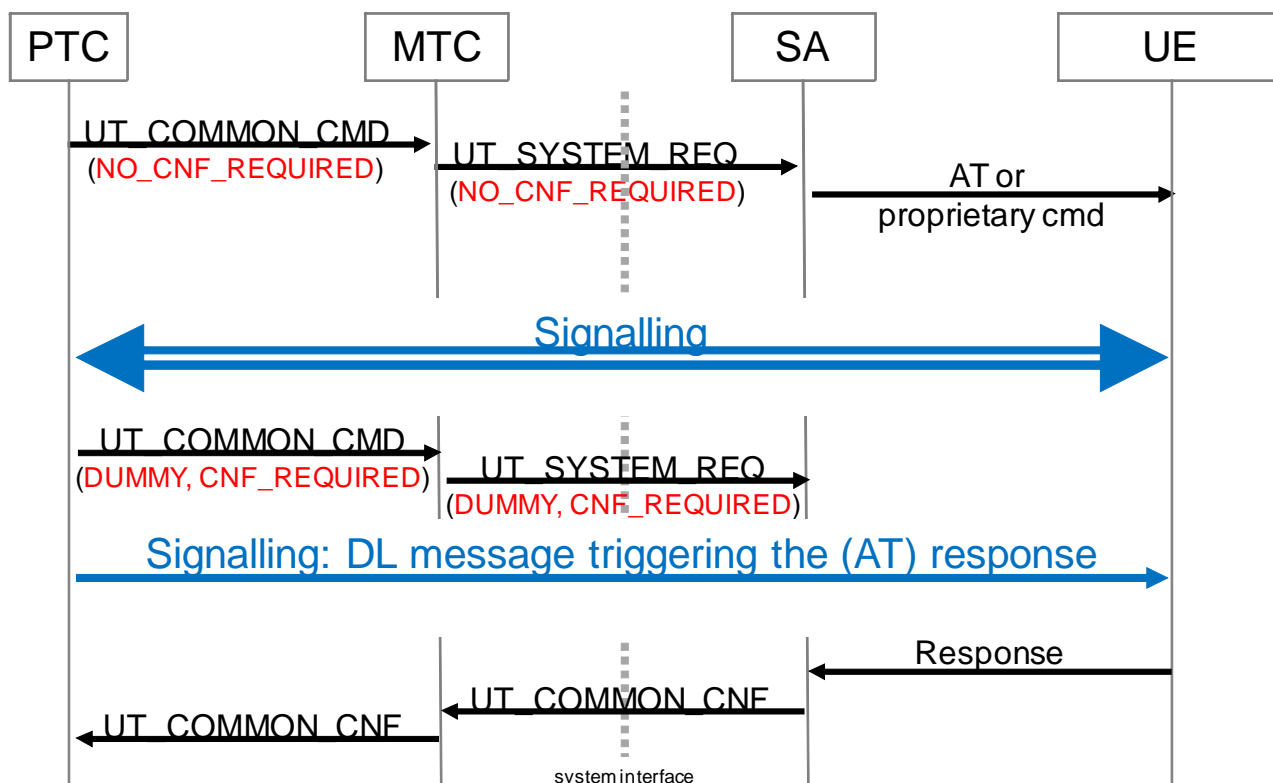 PTC
MTC
SA
UE
UT_COMMON_CMD
(NO_CNF_REQUIRED)
UT_SYSTEM_REQ
(NO_CNF_REQUIRED)
AT or
proprietary cmd
Signalling
UT_COMMON_CMD
(DUMMY, CNF_REQUIRED)
UT_SYSTEM_REQ
(DUMMY, CNF_REQUIRED)
Signalling: DL message triggering the (AT) response
Response
UT_COMMON_CNF
UT_COMMON_CNF
system interface